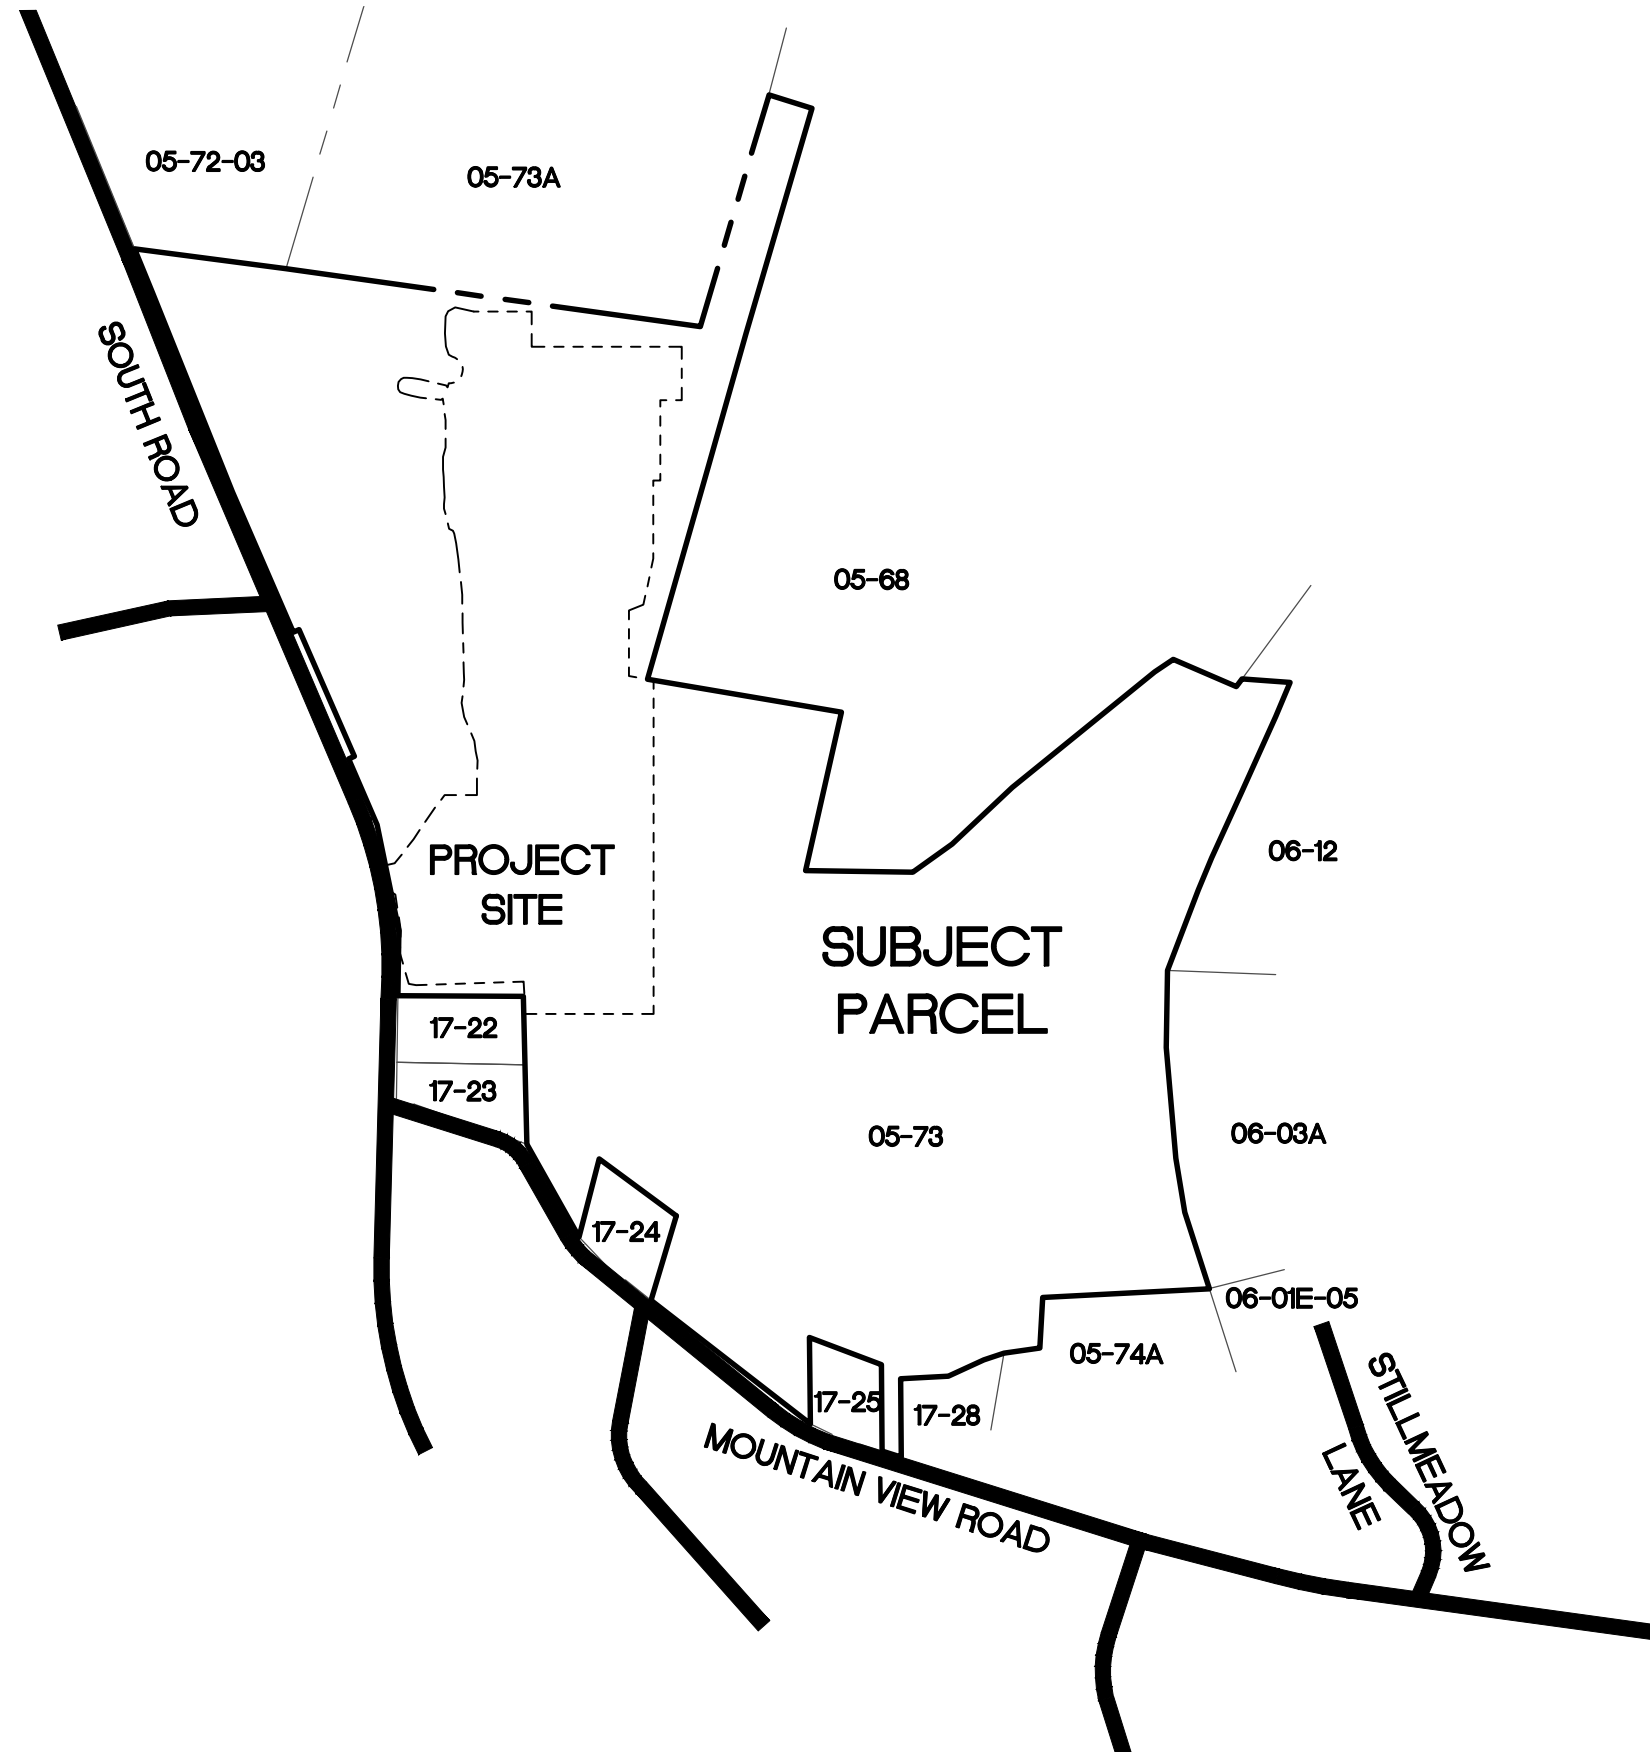 05-72-03
05-73A
SOUTH ROAD
05-68
06-12
PROJECT
SITE
SUBJECT
PARCEL
17-22
17-23
05-73
06-03A
17-24
06-01E-05
05-74A
17-25
17-28
MOUNTAIN VIEW ROAD
STILLMEADOW
LANE